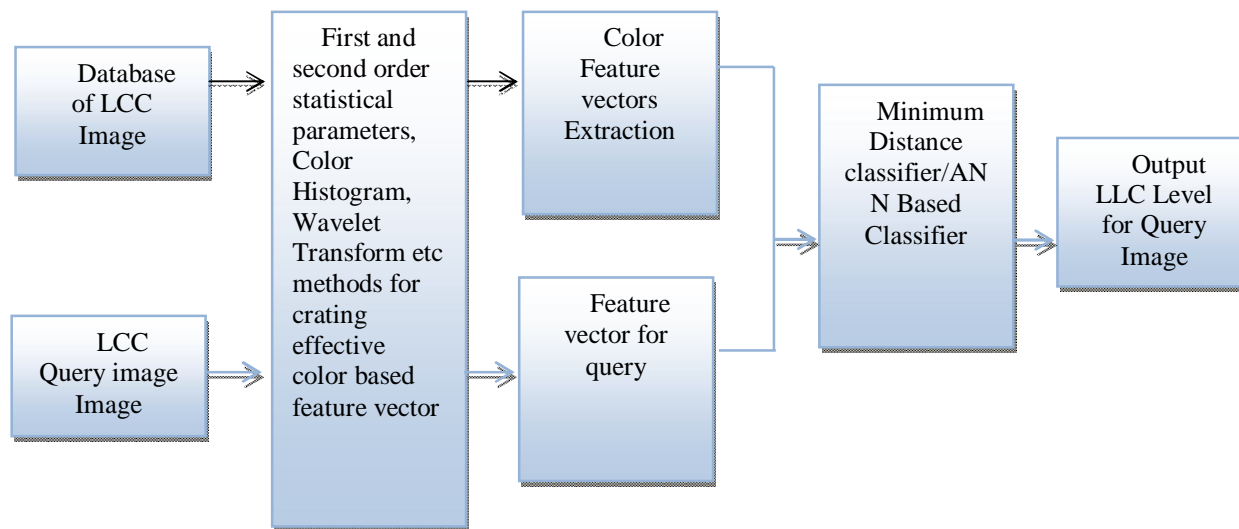 Database
of LCC
Image
First and
second order
statistical
parameters,
Color
Histogram,
Wavelet
Transform etc
methods for
crating
effective
color based
feature vector
Color
Feature
vectors
Extraction
Minimum
Distance
classifier/AN
N Based
Classifier
Output
LLC Level
for Query
Image
LCC
Query image
Image
Feature
vector for
query